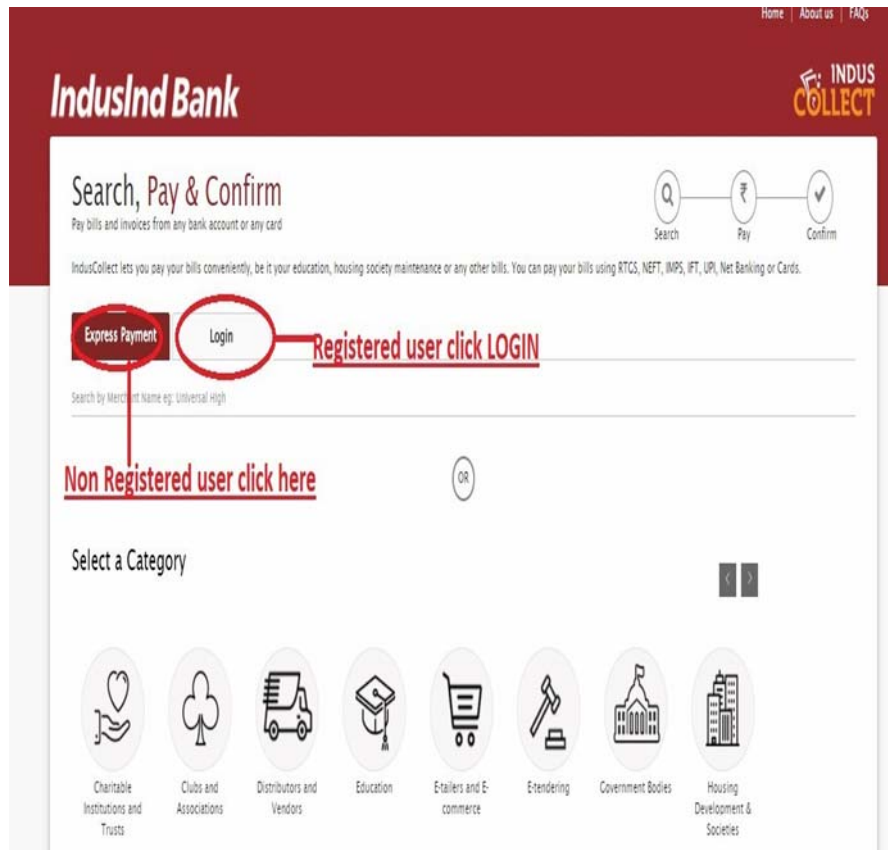 Home | About us | FAQs
IndusInd Bank
INDUS
COLLECT
Search, Pay & Confirm
Pay bills and invoices from any bank account or any card
Search
Pay
Confirm
IndusCollect lets you pay your bills conveniently, be it your education, housing society maintenance or any other bills. You can pay your bills using RTGS, NEFT, IMPS, IFT, UPI, Net Banking or Cards.
Express Payment
Login
Registered user click LOGIN
Search by Merchant Name eg: Universal High
Non Registered user click here
OR
Select a Category
Charitable
Institutions and
Trusts
Clubs and
Associations
Distributors and
Vendors
Education
E-tailers and E-
commerce
E-tendering
Government Bodies
Housing
Development &
Societies